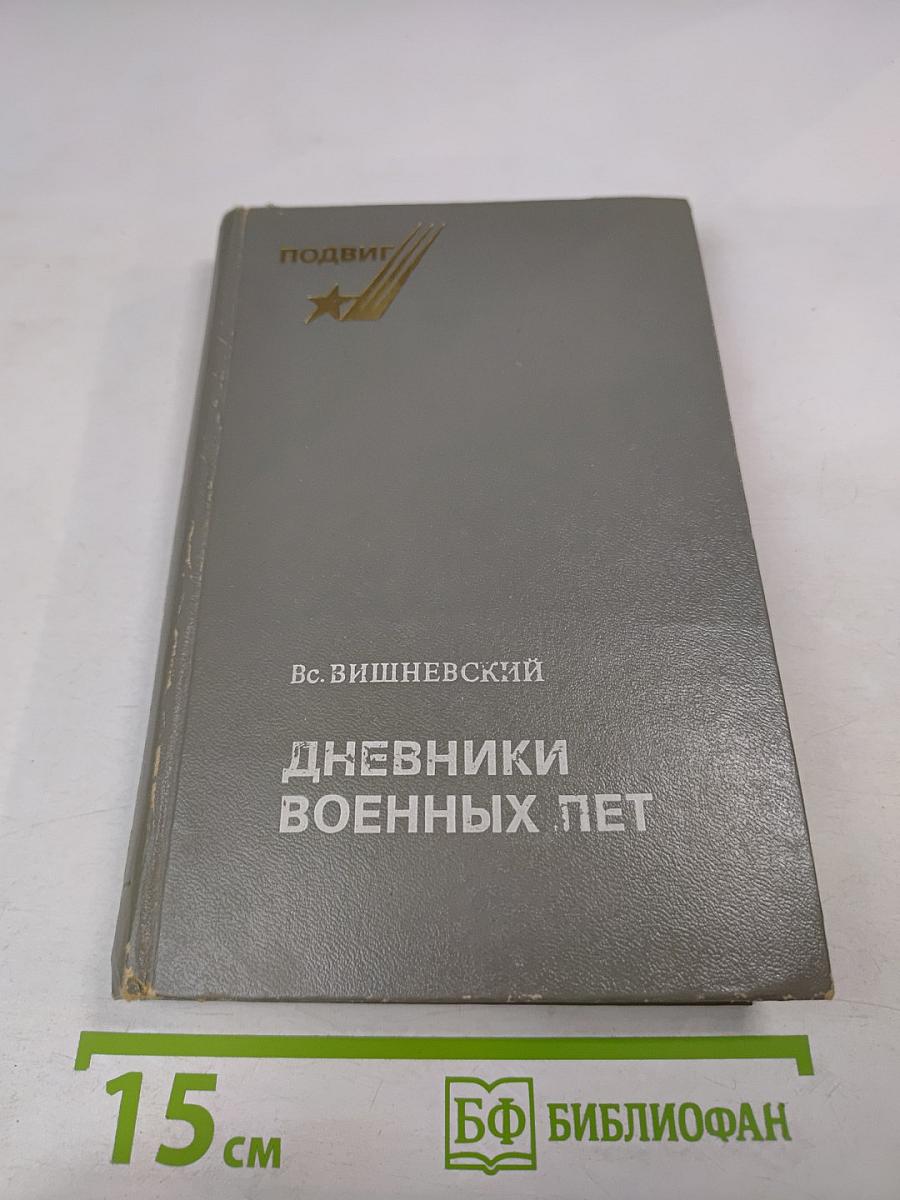 ПОДВИГ
Вс. ВИШНЕВСКИЙ
ДНЕВНИКИ
ВОЕННЫХ ЛЕТ
15 см
БФ БИБЛИОФАН